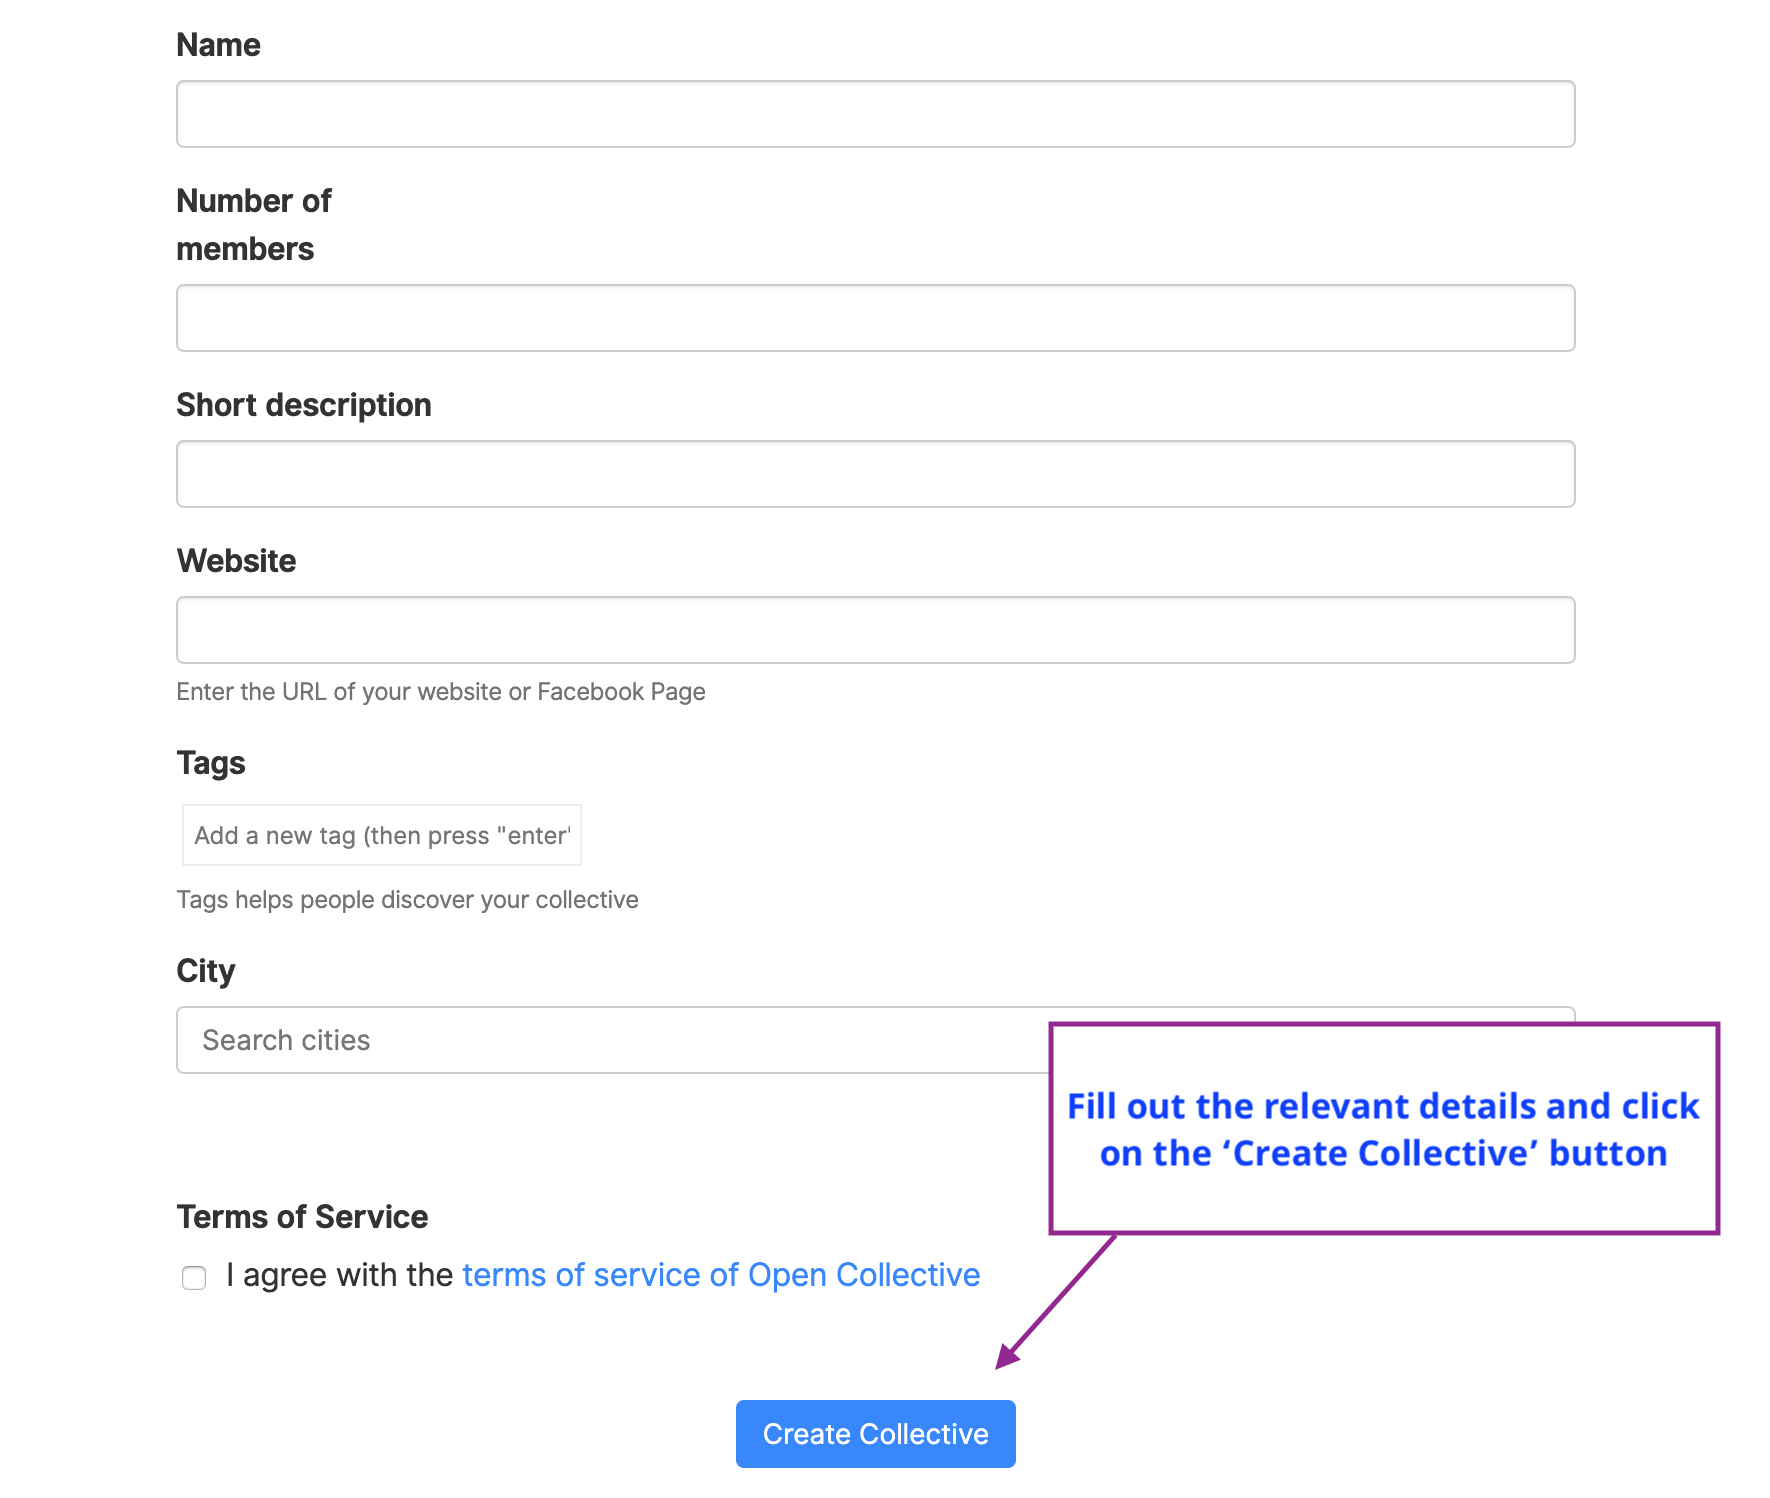 Name
Number of
members
Short description
Website
Enter the URL of your website or Facebook Page
Tags
Add a new tag (then press "enter'
Tags helps people discover your collective
City
Search cities
Fill out the relevant details and click
on the ‘Create Collective’ button
Terms of Service
I agree with the terms of service of Open Collective
Create Collective